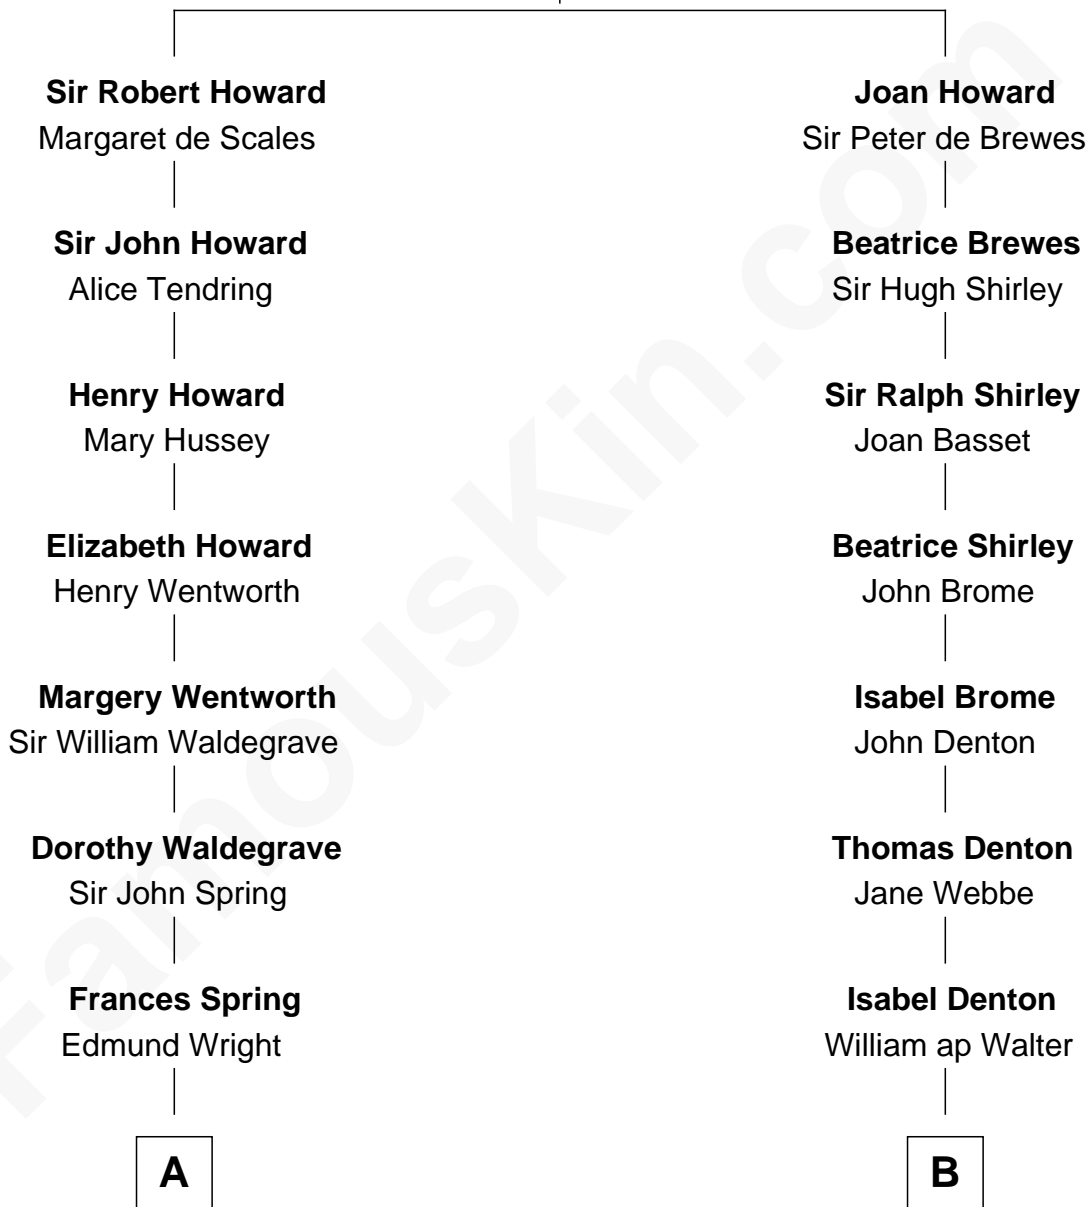 Sir Robert Howard
Margaret de Scales
Sir John Howard
Alice Tendring
Henry Howard
Mary Hussey
Elizabeth Howard
Henry Wentworth
Margery Wentworth
Sir William Waldegrave
Dorothy Waldegrave
Sir John Spring
Frances Spring
Edmund Wright
A
Joan Howard
Sir Peter de Brewes
Beatrice Brewes
Sir Hugh Shirley
Sir Ralph Shirley
Joan Basset
Beatrice Shirley
John Brome
Isabel Brome
John Denton
Thomas Denton
Jane Webbe
Isabel Denton
William ap Walter
B
FamousKin.com